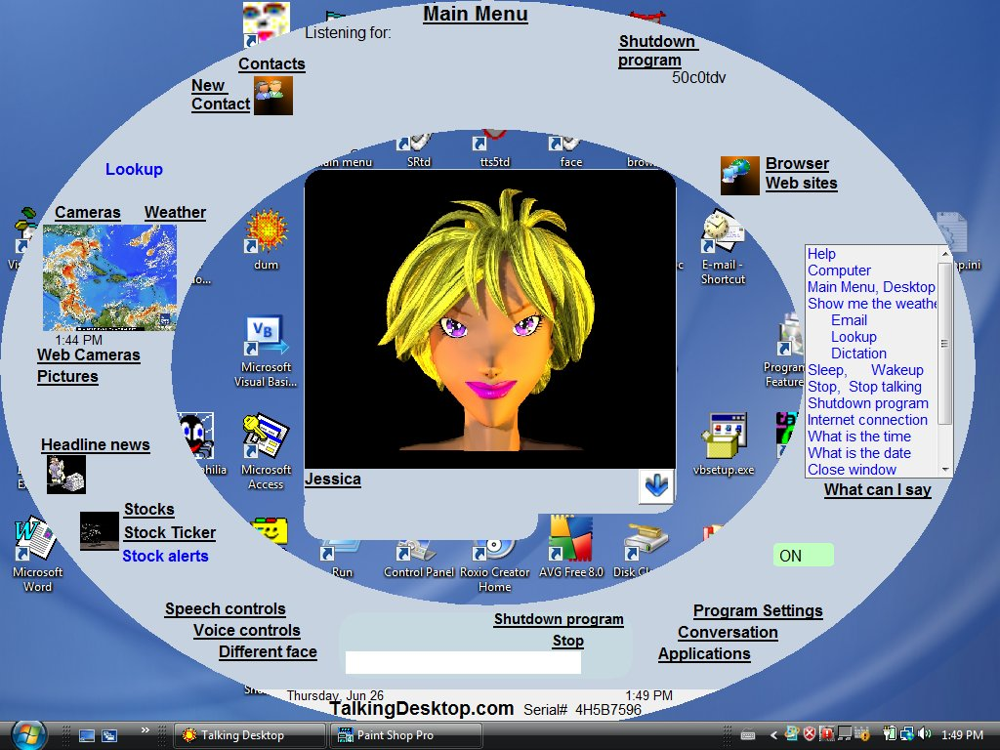 Main Menu
Listening for:
Shutdown
program
50c0tdv
Contacts
New
Contact
Lookup
Browser
Web sites
Cameras
Weather
1:44 PM
Web Cameras
Pictures
Headline news
Stocks
Stock Ticker
Stock alerts
main menu
SRtd
tts5td
face
dum
E-mail -
Shortcut
Microsoft
Visual Basi...
Program
Feature
Microsoft
Access
vbsetup.exe
Jessica
Help
Computer
Main Menu, Desktop
Show me the weathe
Email
Lookup
Dictation
Sleep, Wakeup
Stop, Stop talking
Shutdown program
Internet connection
What is the time
What is the date
Close window
What can I say
ON
Microsoft
Word
Run
Control Panel
Roxio Creator
Home
AVG Free 8.0
Disk Cl
Speech controls
Voice controls
Different face
Shutdown program
Stop
Program Settings
Conversation
Applications
Thursday, Jun 26
1:49 PM
TalkingDesktop.com Serial# 4H5B7596
Talking Desktop
Paint Shop Pro
1:49 PM